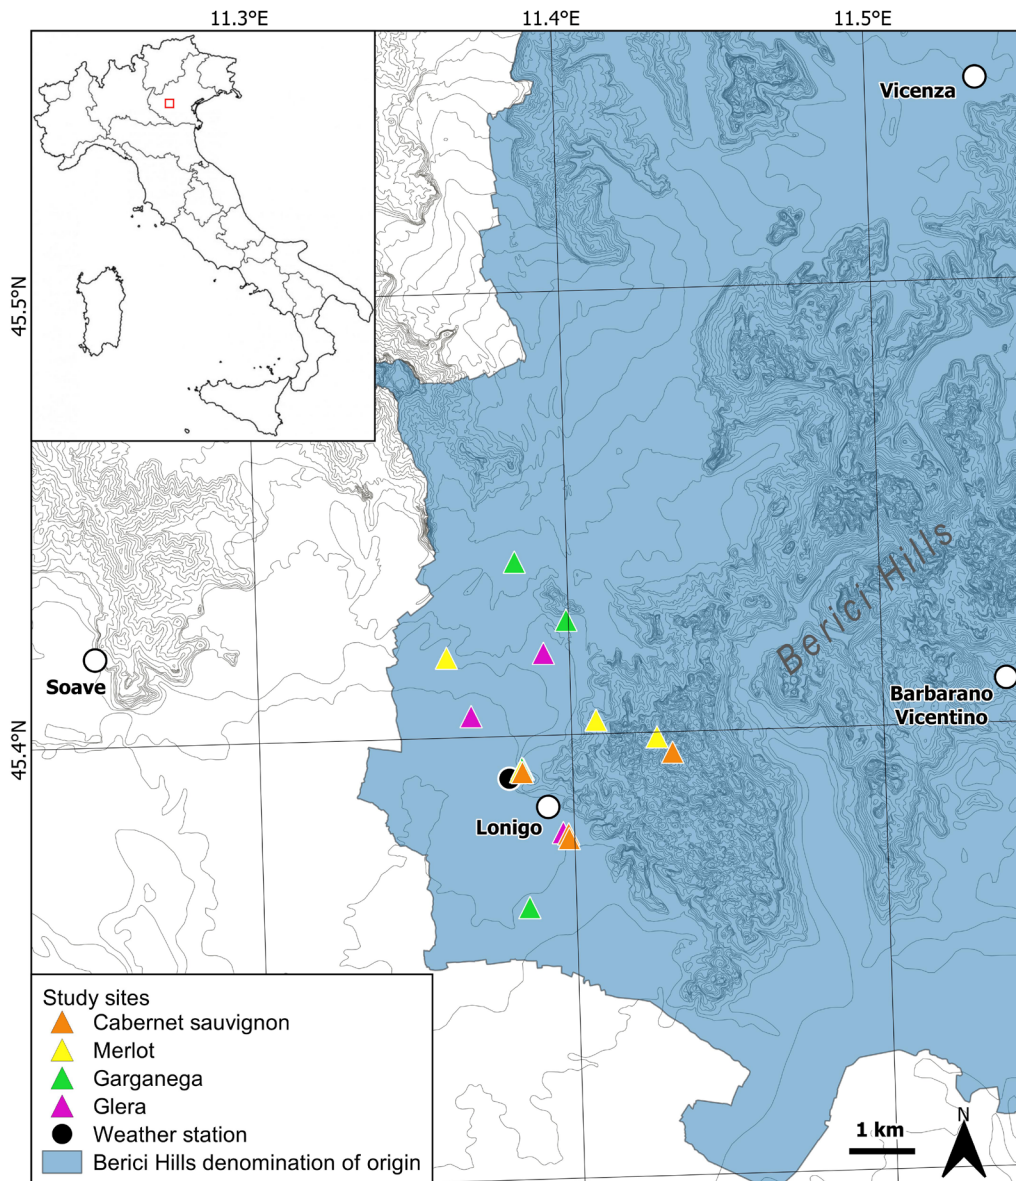 11.3°E
11.4°E
11.5°E
Vicenza
45.5°N
Berici Hills
Soave
Barbarano
Vicentino
45.4°N
Lonigo
Study sites
Cabernet sauvignon
Merlot
Garganega
Glera
Weather station
Berici Hills denomination of origin
1 km
N